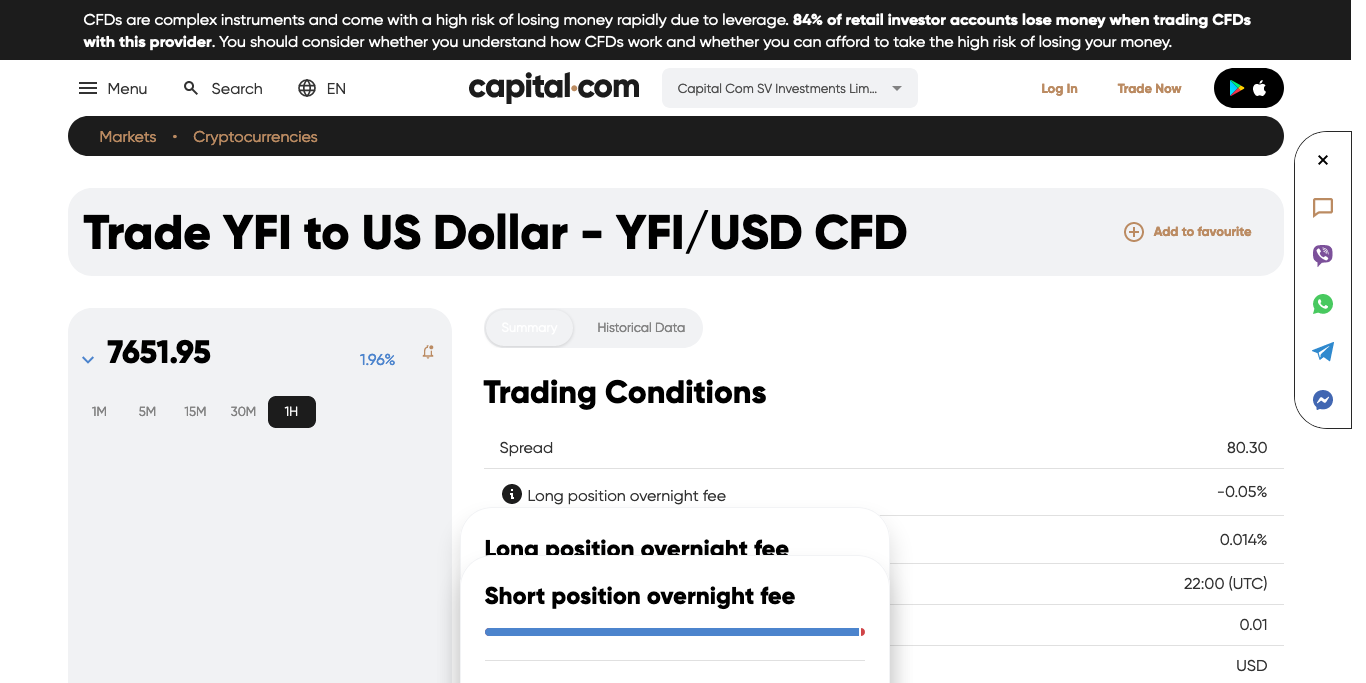 CFDs are complex instruments and come with a high risk of losing money rapidly due to leverage. 84% of retail investor accounts lose money when trading CFDs
with this provider. You should consider whether you understand how CFDs work and whether you can afford to take the high risk of losing your money.
Menu Search EN capital.com Capital Com SV Investments Lim... Log In Trade Now
Markets • Cryptocurrencies
Trade YFI to US Dollar - YFI/USD CFD Add to favourite
7651.95 1.96%
1M 5M 15M 30M 1H
Summary Historical Data
Trading Conditions
Spread 80.30
Long position overnight fee -0.05%
Long position overnight fee 0.014%
Short position overnight fee 22:00 (UTC)
0.01
USD